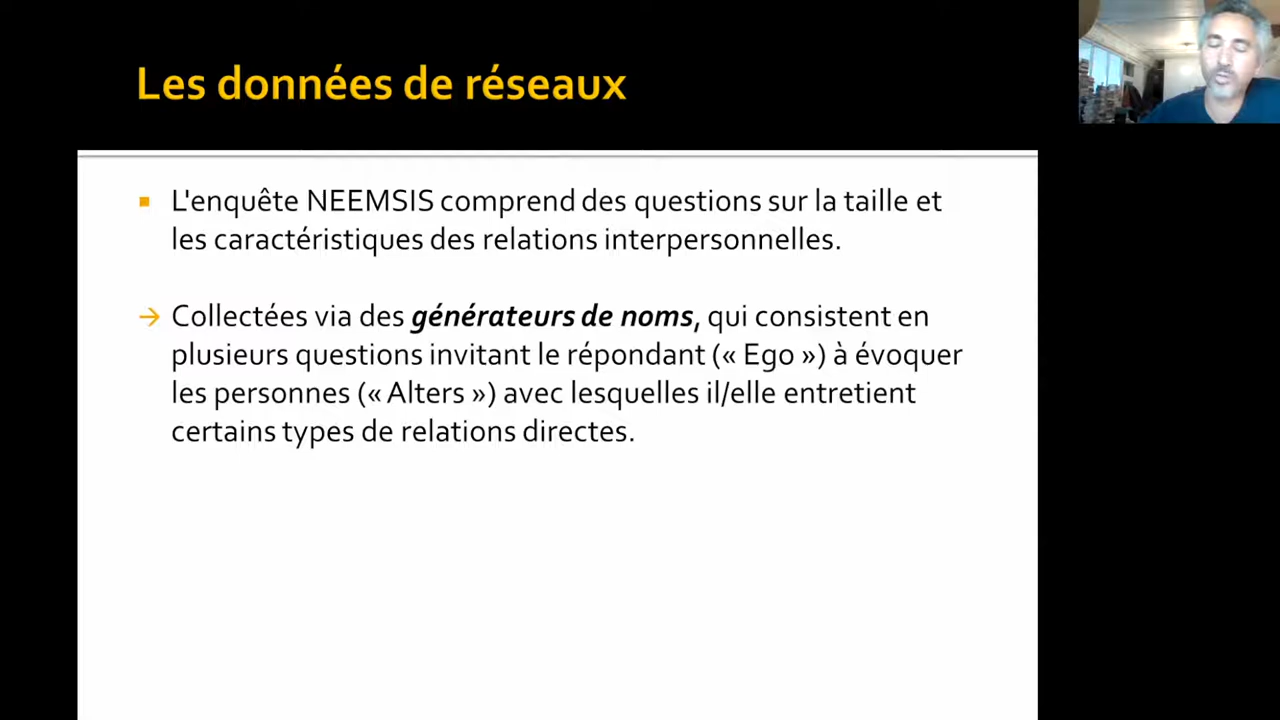 Les données de réseaux
L'enquête NEEMSIS comprend des questions sur la taille et
les caractéristiques des relations interpersonnelles.
→ Collectées via des générateurs de noms, qui consistent en
plusieurs questions invitant le répondant (« Ego ») à évoquer
les personnes (« Alters ») avec lesquelles il/elle entretient
certains types de relations directes.